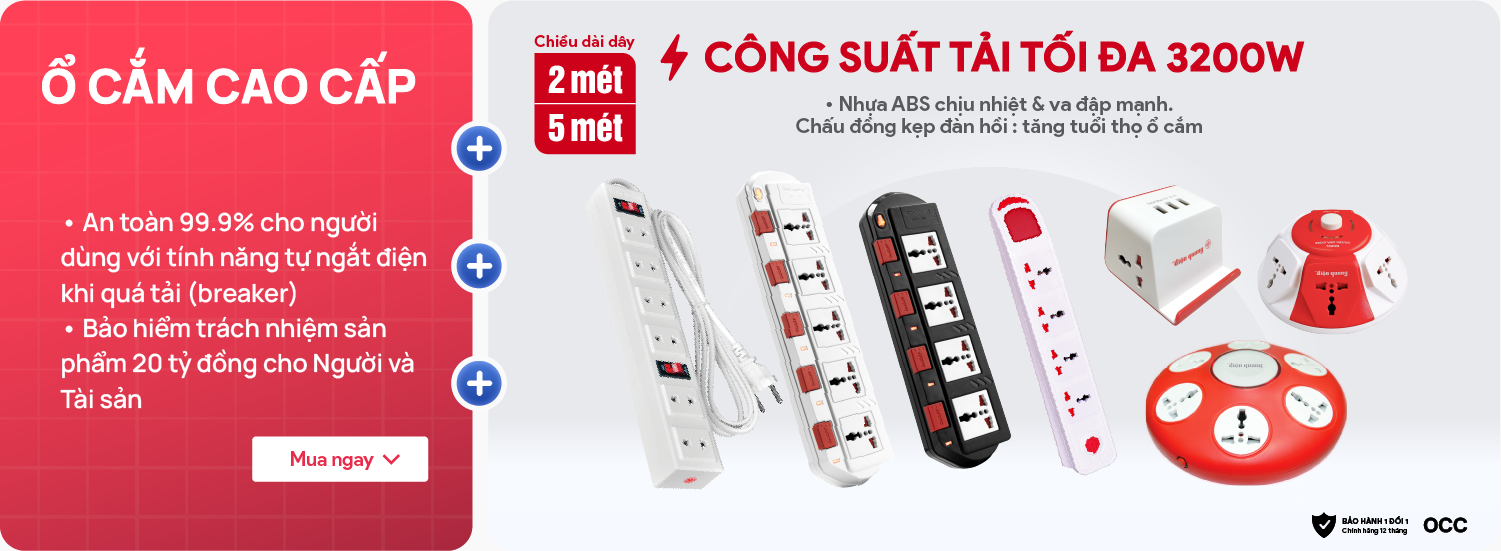 Ổ CẮM CAO CẤP
• An toàn 99.9% cho người
dùng với tính năng tự ngắt điện
khi quá tải (breaker)
• Bảo hiểm trách nhiệm sản
phẩm 20 tỷ đồng cho Người và
Tài sản
Mua ngay
Chiều dài dây
2 mét
5 mét
CÔNG SUẤT TẢI TỐI ĐA 3200W
• Nhựa ABS chịu nhiệt & va đập mạnh.
Chấu đồng kẹp đàn hồi : tăng tuổi thọ ổ cắm
BẢO HÀNH 1 ĐỔI 1
Chính hãng 12 tháng
OCC